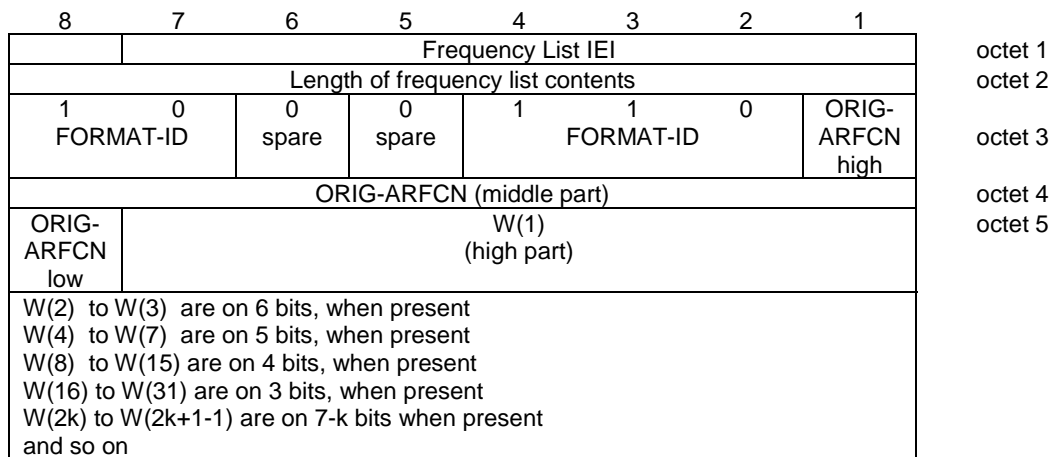 8 7 6 5 4 3 2 1
Frequency List IEI octet 1
Length of frequency list contents octet 2
1 0 0 0 1 1 0 ORIG-
FORMAT-ID spare spare FORMAT-ID ARFCN octet 3
high
ORIG-ARFCN (middle part) octet 4
ORIG- W(1) octet 5
ARFCN (high part)
low
W(2) to W(3) are on 6 bits, when present
W(4) to W(7) are on 5 bits, when present
W(8) to W(15) are on 4 bits, when present
W(16) to W(31) are on 3 bits, when present
W(2k) to W(2k+1-1) are on 7-k bits when present
and so on